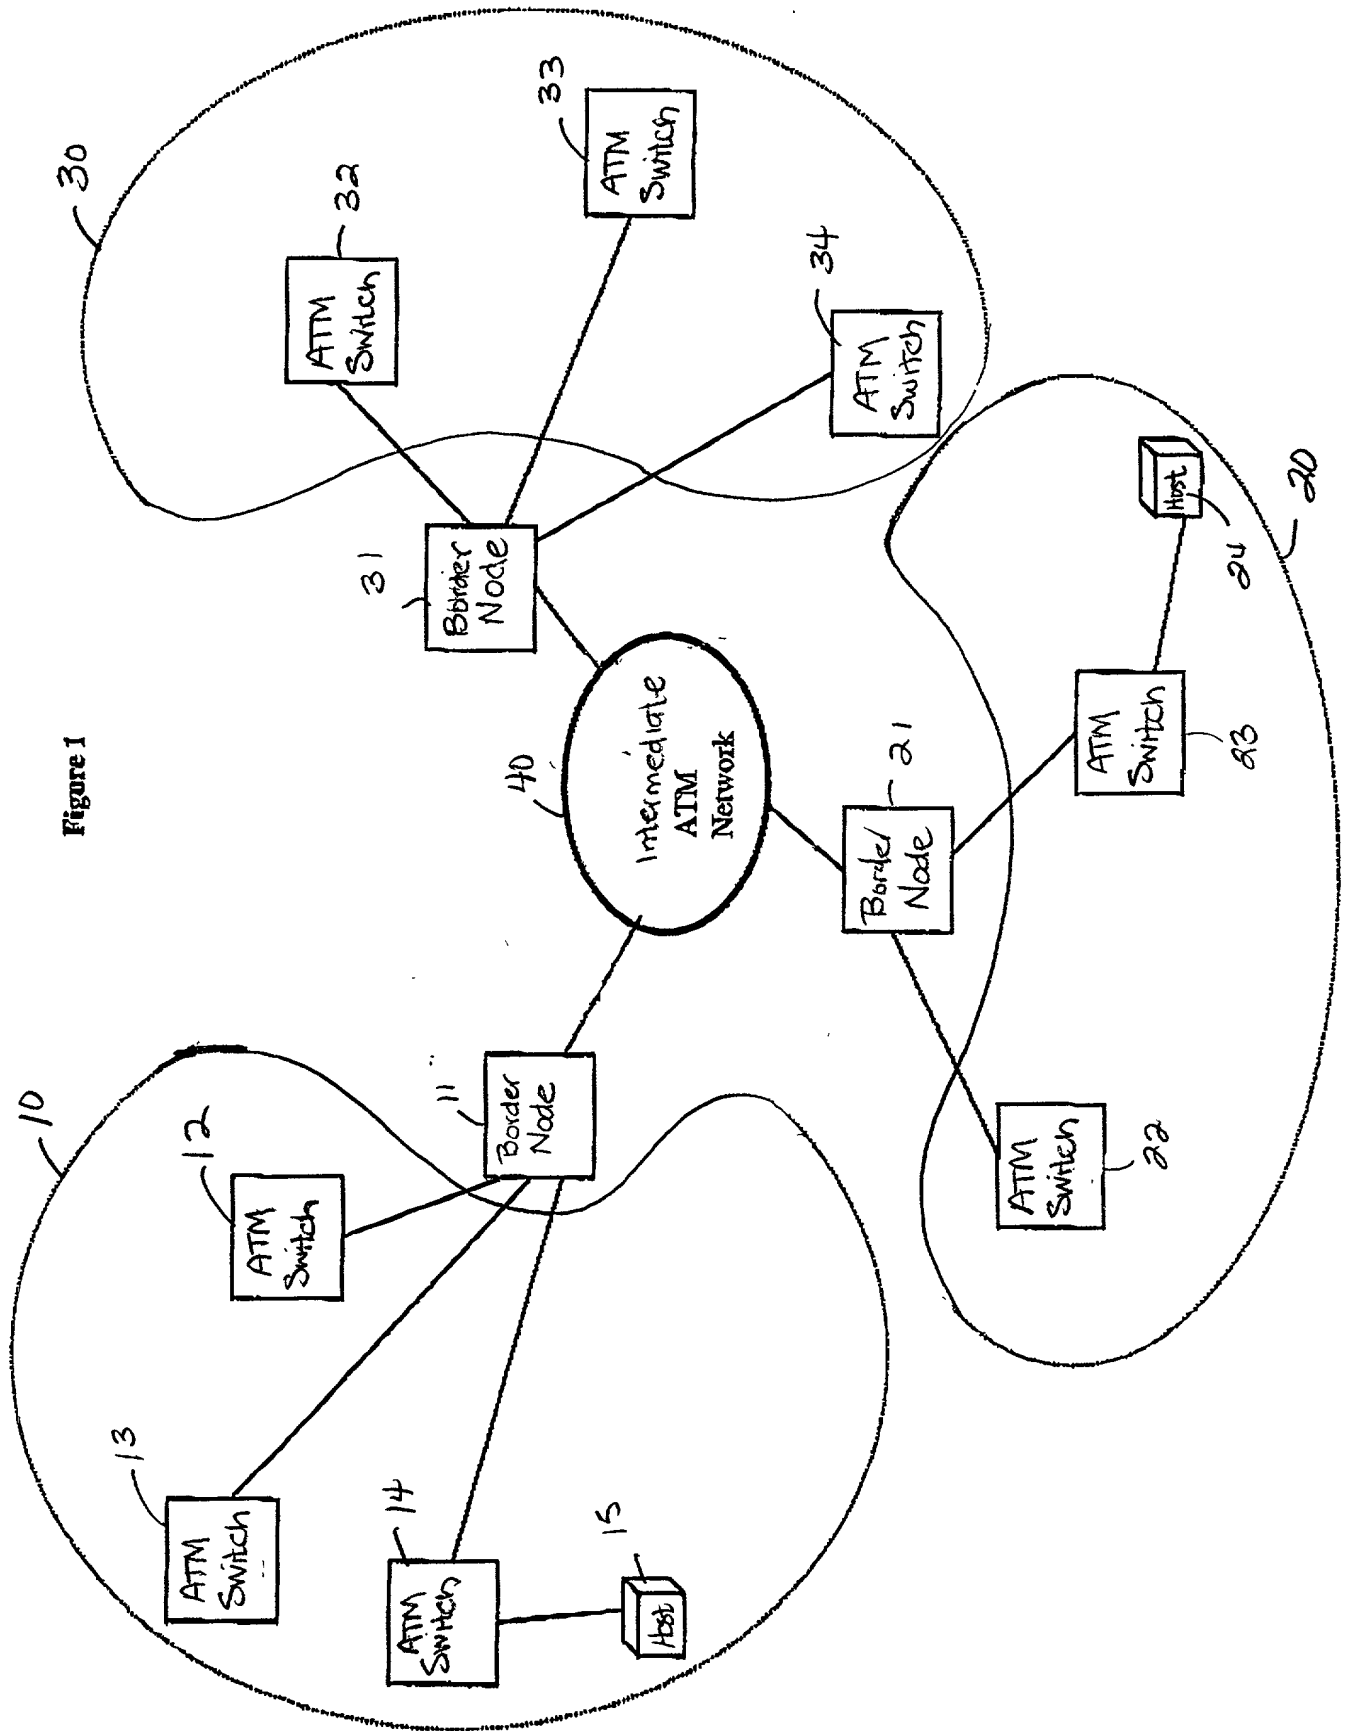 Figure 1
10
12
ATM
Switch
13
ATM
Switch
14
ATM
Switch
15
Host
11
Border
Node
40
Intermediate
ATM
Network
30
31
Border
Node
32
ATM
Switch
33
ATM
Switch
34
ATM
Switch
21
Border
Node
22
ATM
Switch
23
ATM
Switch
24
Host
20